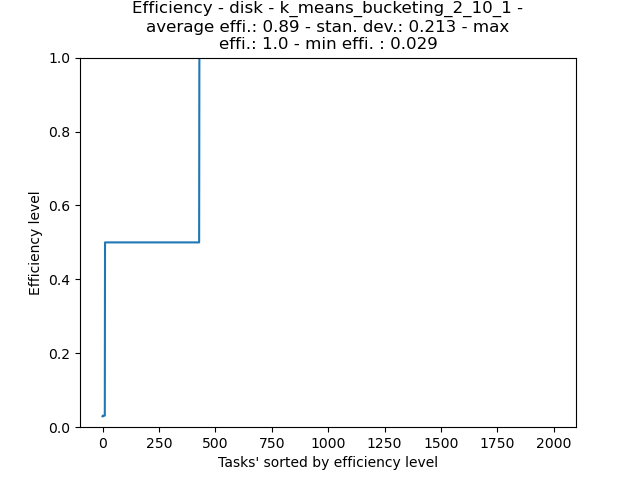 Efficiency - disk - k_means_bucketing_2_10_1 -
average effi.: 0.89 - stan. dev.: 0.213 - max
effi.: 1.0 - min effi. : 0.029
1.0
0.8
0.6
0.4
0.2
0.0
Efficiency level
0 250 500 750 1000 1250 1500 1750 2000
Tasks' sorted by efficiency level